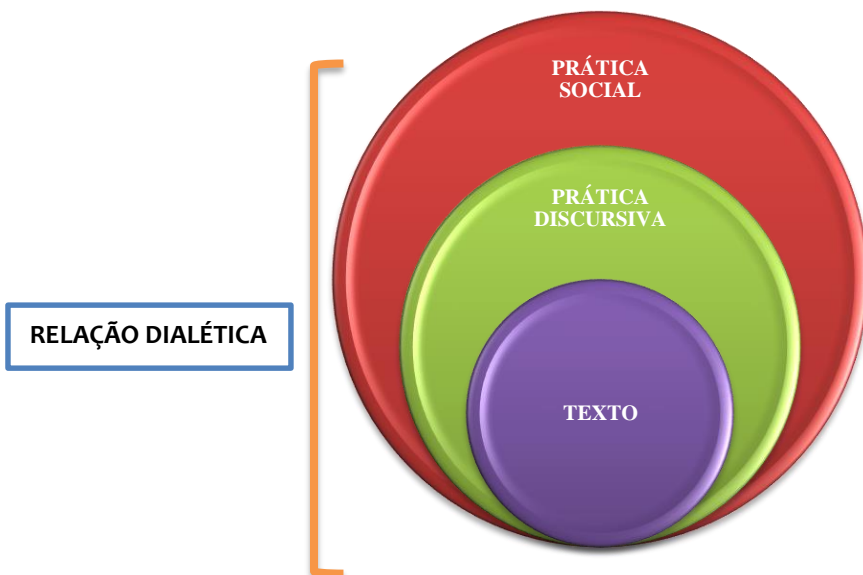 PRÁTICA
SOCIAL
PRÁTICA
DISCURSIVA
RELAÇÃO DIALÉTICA
TEXTO